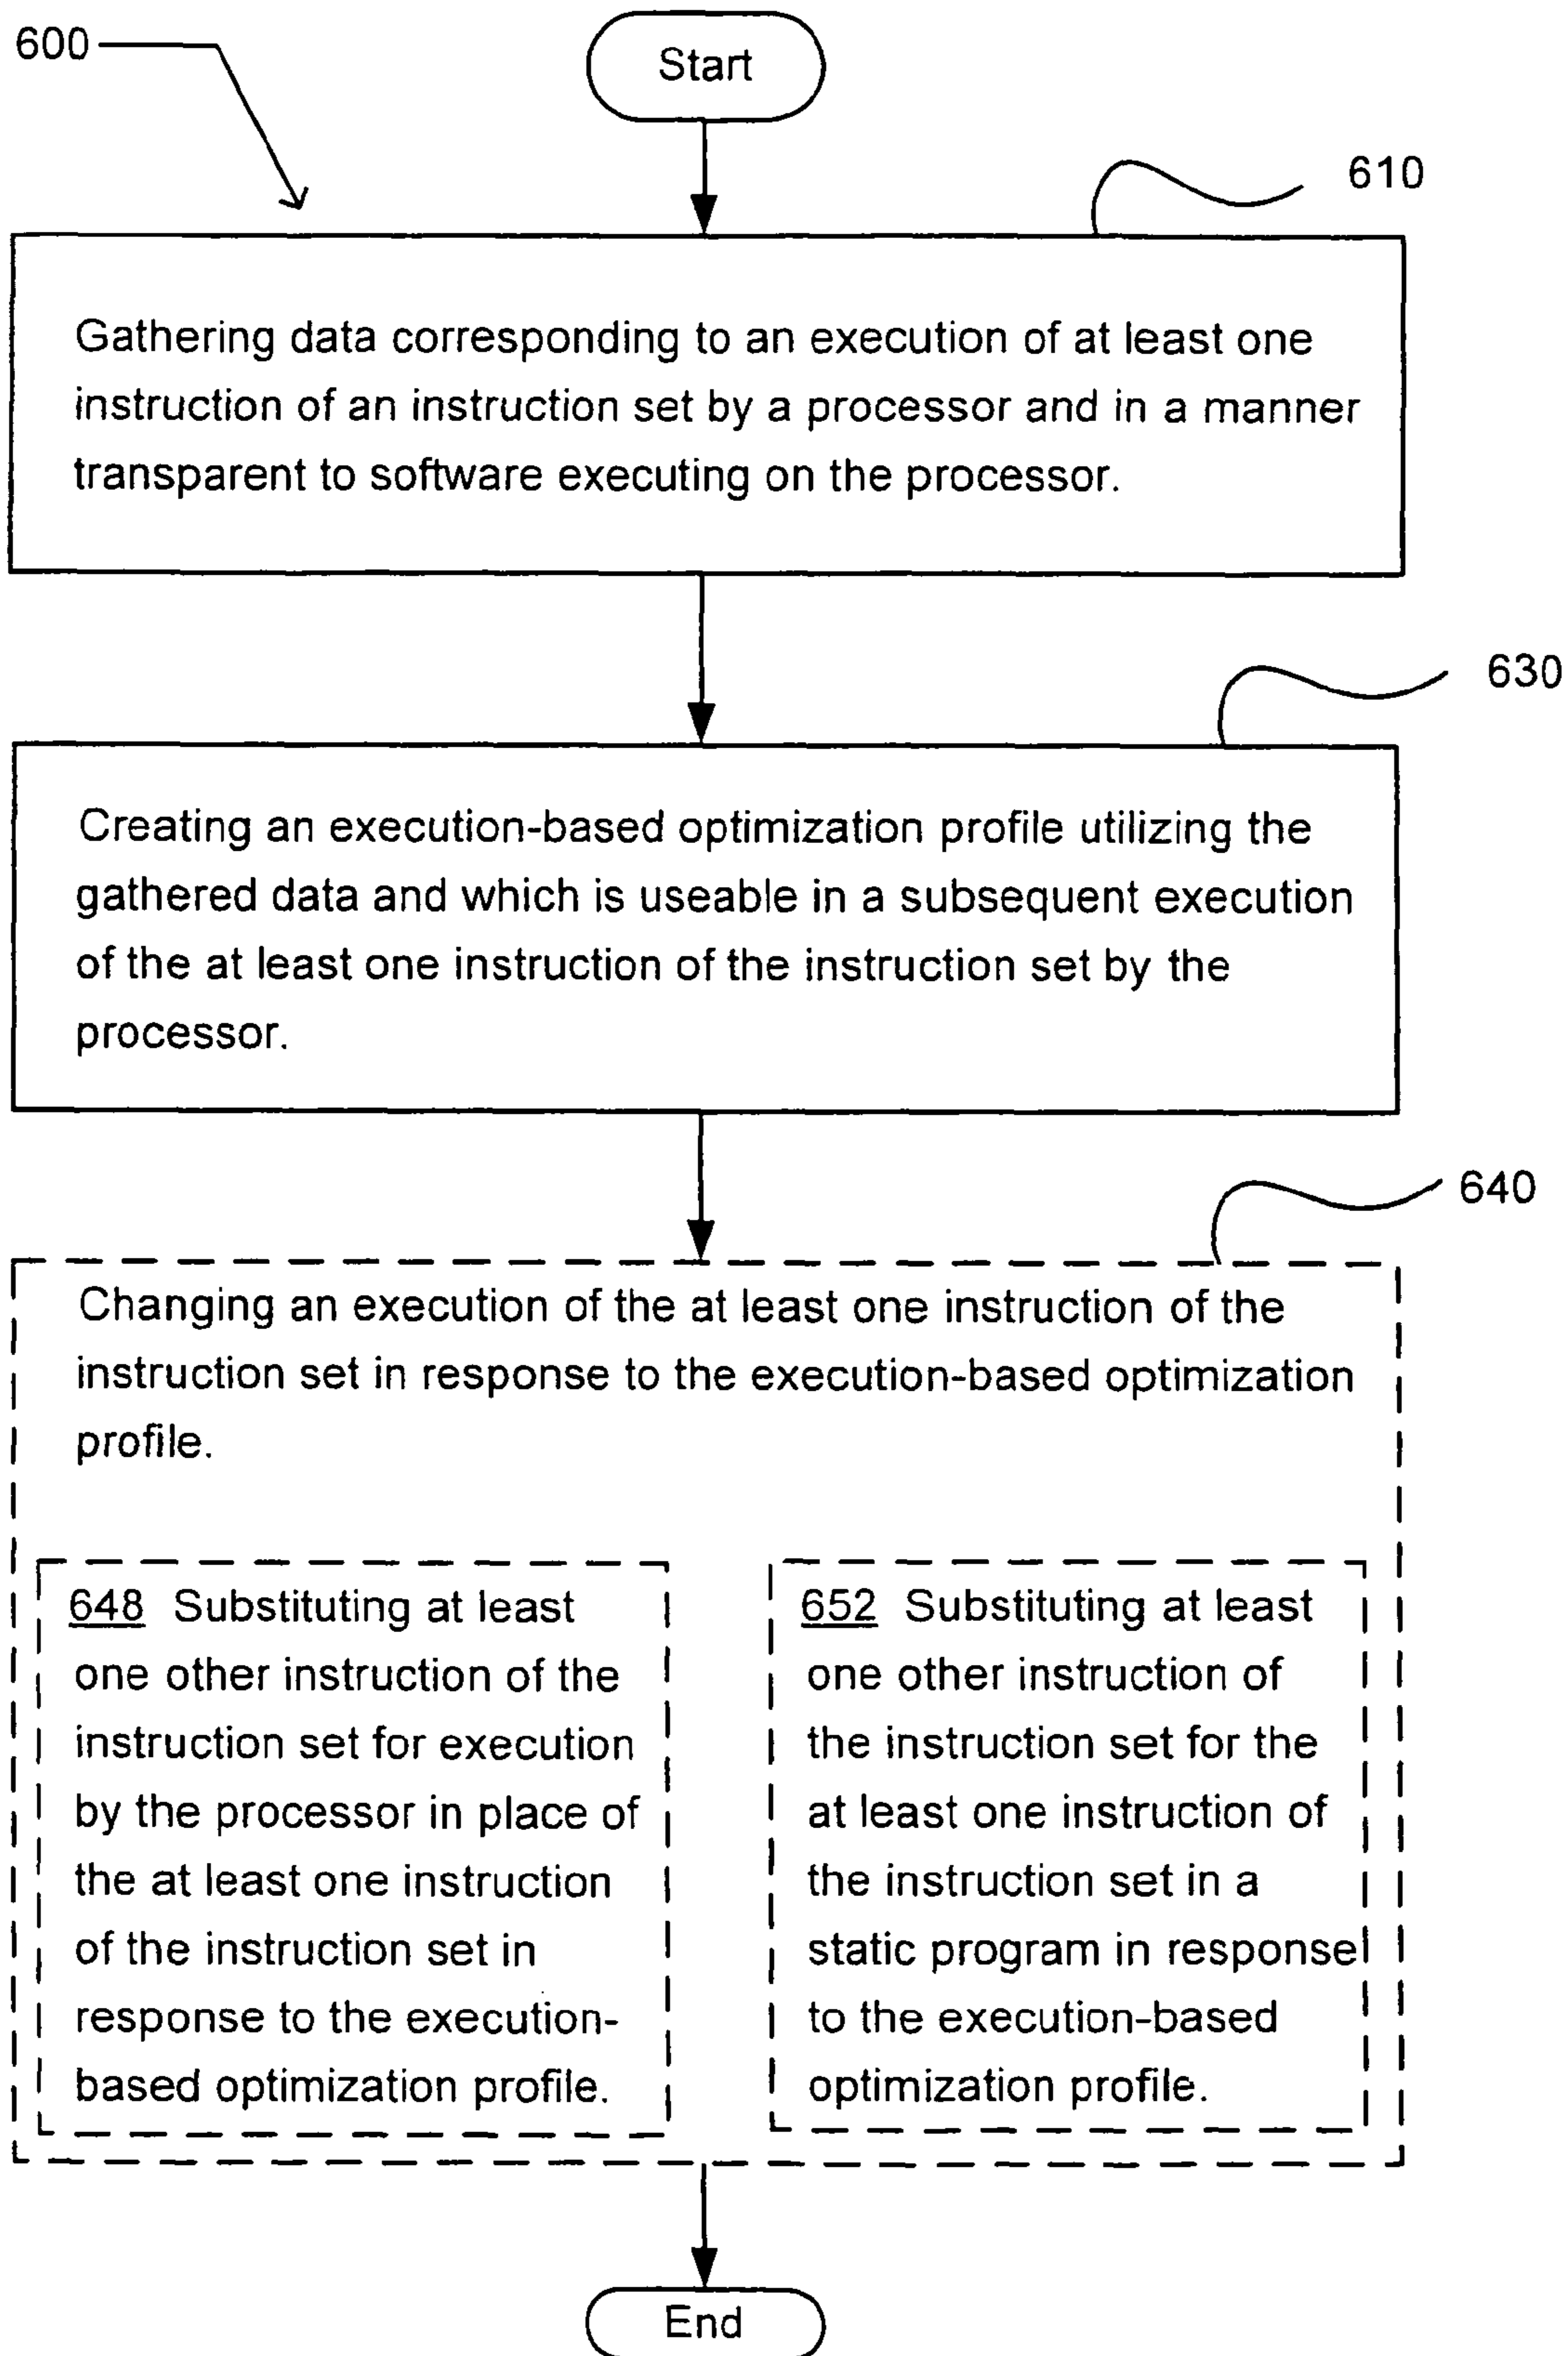 600
Start
610
Gathering data corresponding to an execution of at least one
instruction of an instruction set by a processor and in a manner
transparent to software executing on the processor.
630
Creating an execution-based optimization profile utilizing the
gathered data and which is useable in a subsequent execution
of the at least one instruction of the instruction set by the
processor.
640
Changing an execution of the at least one instruction of the
instruction set in response to the execution-based optimization
profile.
648 Substituting at least
one other instruction of the
instruction set for execution
by the processor in place of
the at least one instruction
of the instruction set in
response to the execution-
based optimization profile.
652 Substituting at least
one other instruction of
the instruction set for the
at least one instruction of
the instruction set in a
static program in response
to the execution-based
optimization profile.
End